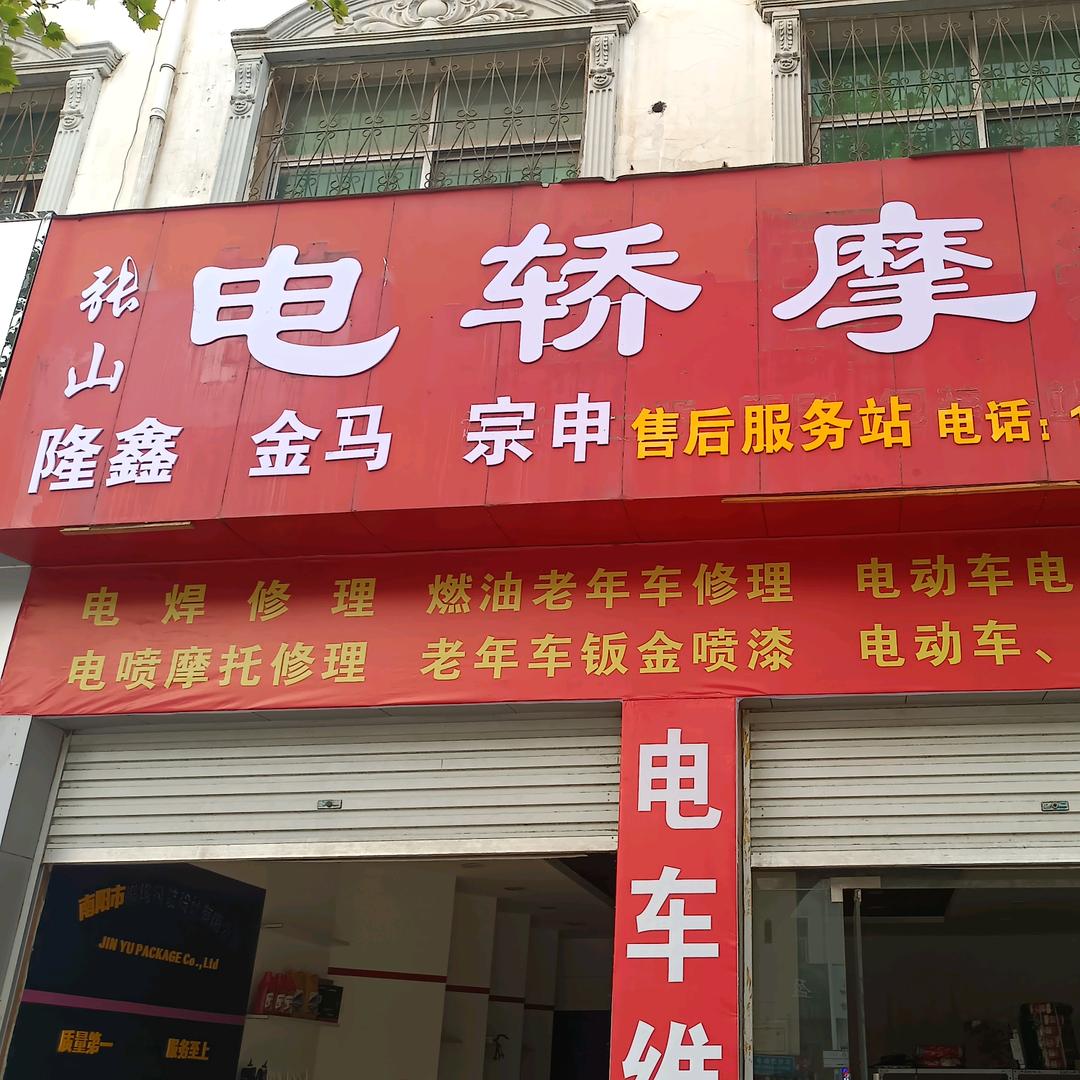 张山
电轿摩
隆鑫 金马 宗申 售后服务站 电话:
电焊修理 燃油老年车修理 电动车电
电喷摩托修理 老年车钣金喷漆 电动车、
电车维
南阳市
JIN YU PACKAGE Co.,Ltd
质量第一 服务至上